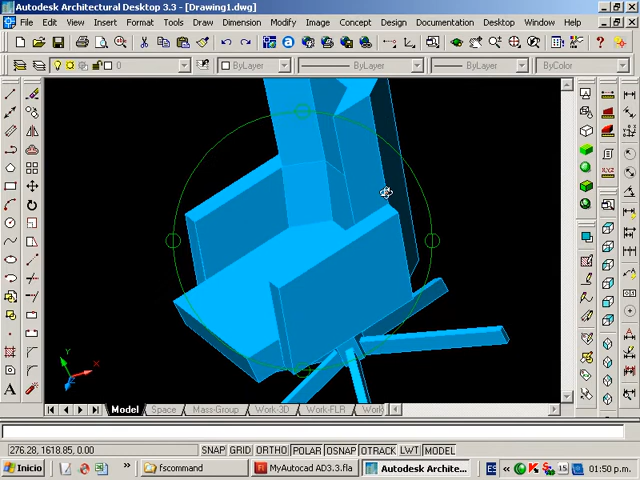 Autodesk Architectural Desktop 3.3 - [Drawing1.dwg]
File Edit View Insert Format Tools Draw Dimension Modify Image Concept Design Documentation Desktop Window Help
0 ByLayer ByLayer ByLayer ByColor
XYZ
Y
X
Z
A
Model Space Mass-Group Work-3D Work-FLR Work
276.28, 1618.85, 0.00 SNAP GRID ORTHO POLAR OSNAP OTRACK LWT MODEL
Inicio fscommand MyAutocad AD3.3.fla Autodesk Architecte... ES 01:50 p.m.